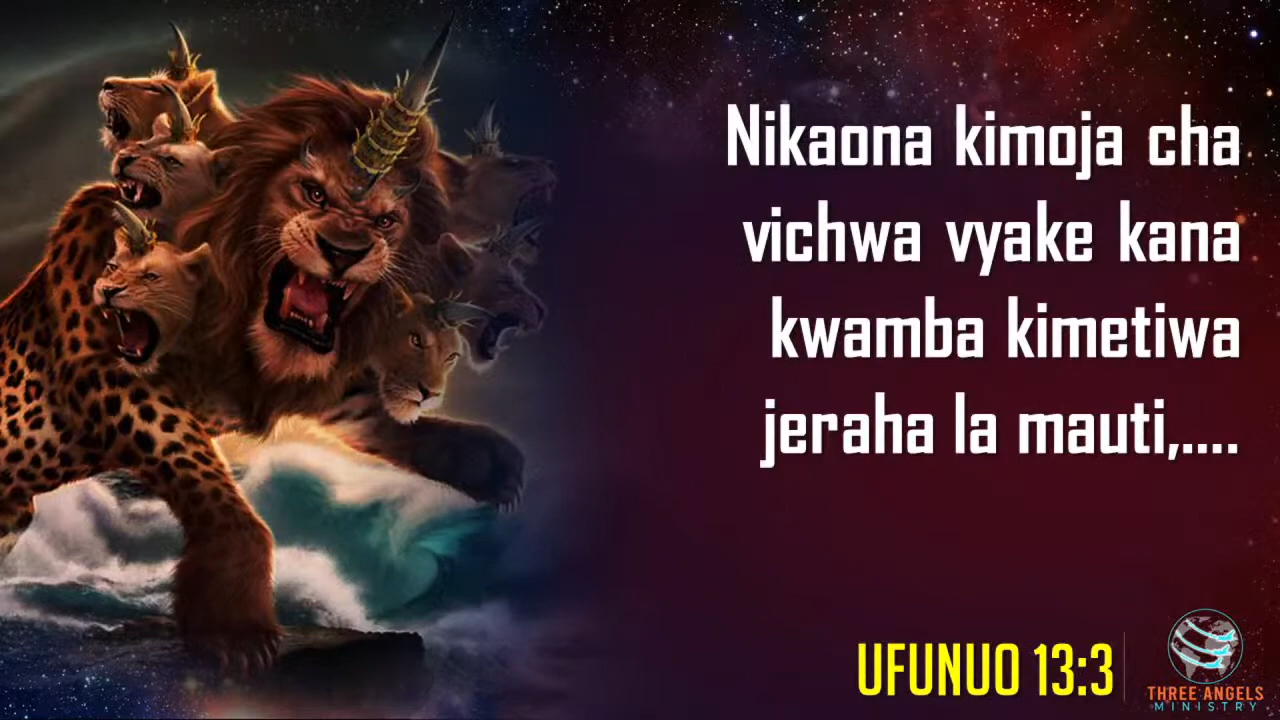 Nikaona kimoja cha
vichwa vyake kana
kwamba kimetiwa
jeraha la mauti,....
UFUNUO 13:3
THREE ANGELS
MINISTRY